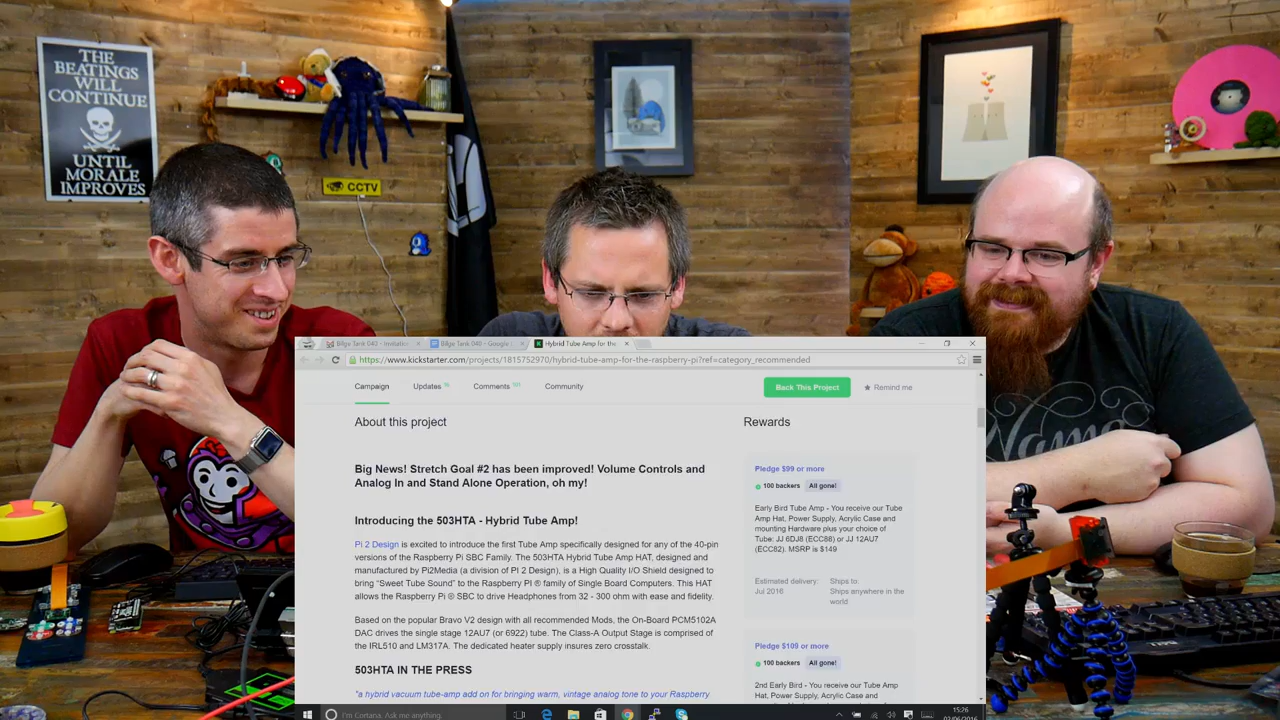 THE
BEATINGS
WILL
CONTINUE
UNTIL
MORALE
IMPROVES
CCTV
Bilge Tank 040 - Invitation
Bilge Tank 040 - Google
Hybrid Tube Amp for the
https://www.kickstarter.com/projects/1815752970/hybrid-tube-amp-for-the-raspberry-pi?ref=category_recommended
Campaign
Updates
Comments
Community
Back This Project
Remind me
About this project
Big News! Stretch Goal #2 has been improved! Volume Controls and
Analog In and Stand Alone Operation, oh my!
Introducing the 503HTA - Hybrid Tube Amp!
Pi 2 Design is excited to introduce the first Tube Amp specifically designed for any of the 40-pin
versions of the Raspberry Pi SBC Family. The 503HTA Hybrid Tube Amp HAT, designed and
manufactured by Pi2Media (a division of PI 2 Design), is a High Quality I/O Shield designed to
bring "Sweet Tube Sound" to the Raspberry PI ® family of Single Board Computers. This HAT
allows the Raspberry Pi ® SBC to drive Headphones from 32 - 300 ohm with ease and fidelity.
Based on the popular Bravo V2 design with all recommended Mods, the On-Board PCM5102A
DAC drives the single stage 12AU7 (or 6922) tube. The Class-A Output Stage is comprised of
the IRL510 and LM317A. The dedicated heater supply insures zero crosstalk.
503HTA IN THE PRESS
"a hybrid vacuum tube-amp add on for bringing warm, vintage analog tone to your Raspberry
Rewards
Pledge $99 or more
100 backers
All gone!
Early Bird Tube Amp - You receive our Tube
Amp Hat, Power Supply, Acrylic Case and
mounting Hardware plus your choice of
Tube: JJ 6DJ8 (ECC88) or JJ 12AU7
(ECC82). MSRP is $149
Estimated delivery:
Jul 2016
Ships to:
Ships anywhere in the
world
Pledge $109 or more
100 backers
All gone!
2nd Early Bird - You receive our Tube Amp
Hat, Power Supply, Acrylic Case and
I'm Cortana. Ask me anything.
15:26
02/06/2016
Name